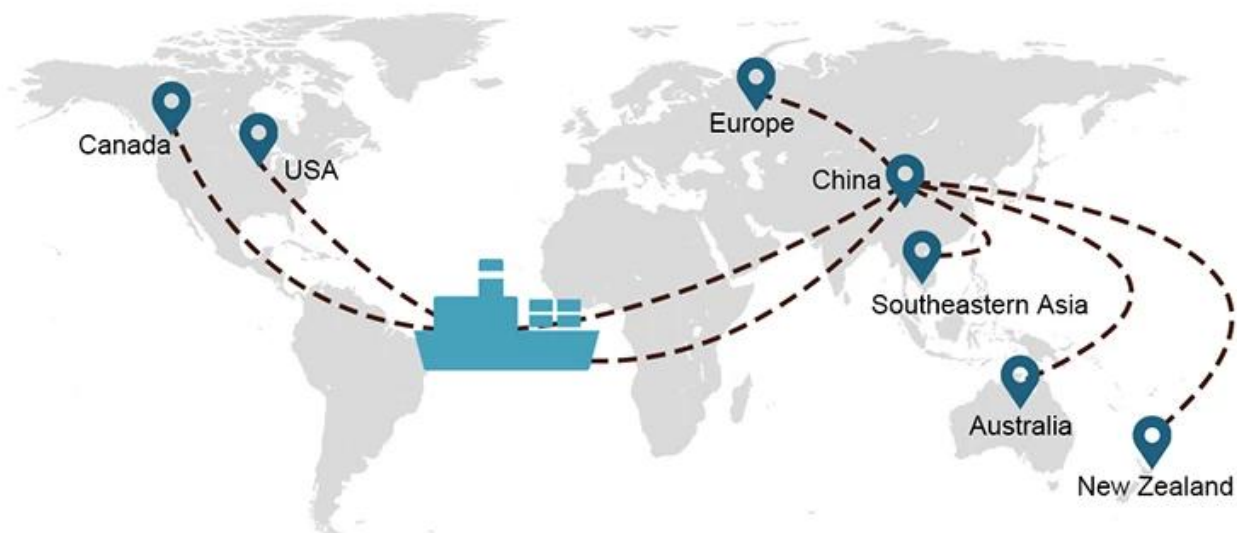 Canada
USA
Europe
China
Southeastern Asia
Australia
New Zealand